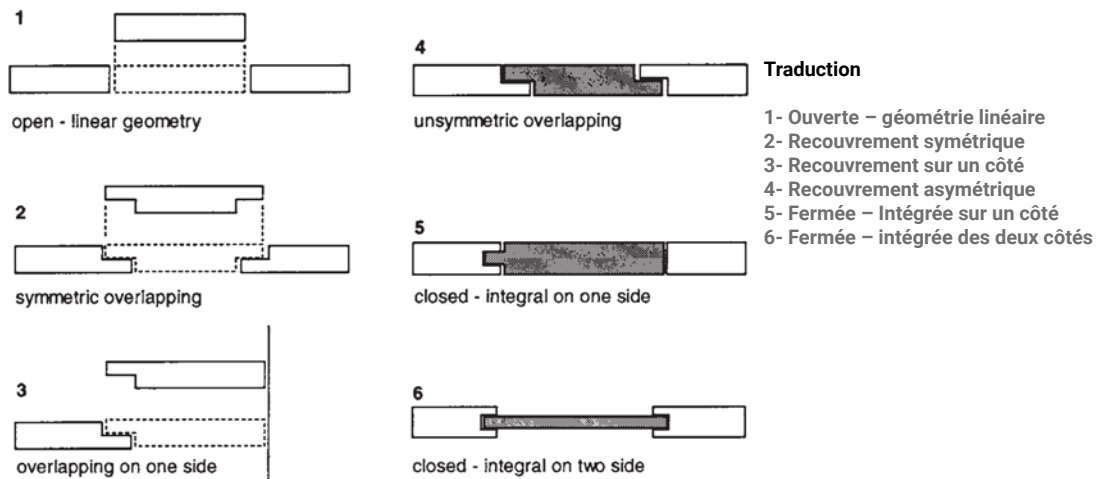 1
open - linear geometry
2
symmetric overlapping
3
overlapping on one side
4
unsymmetric overlapping
5
closed - integral on one side
6
closed - integral on two side
Traduction
1- Ouverte – géométrie linéaire
2- Recouvrement symétrique
3- Recouvrement sur un côté
4- Recouvrement asymétrique
5- Fermée – Intégrée sur un côté
6- Fermée – intégrée des deux côtés